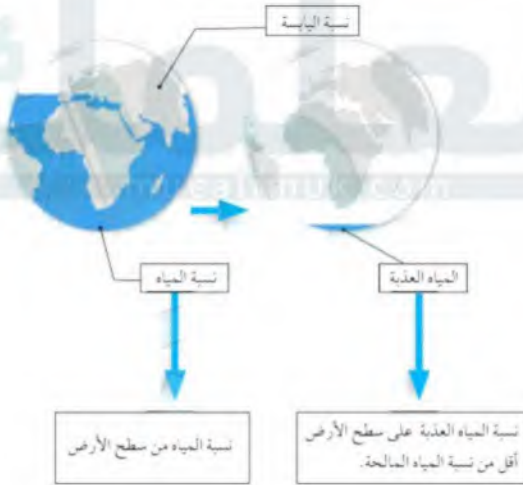 نسبة اليابسة
نسبة المياه
المياه العذبة
نسبة المياه من سطح الأرض
نسبة المياه العذبة على سطح الأرض
أقل من نسبة المياه المالحة.